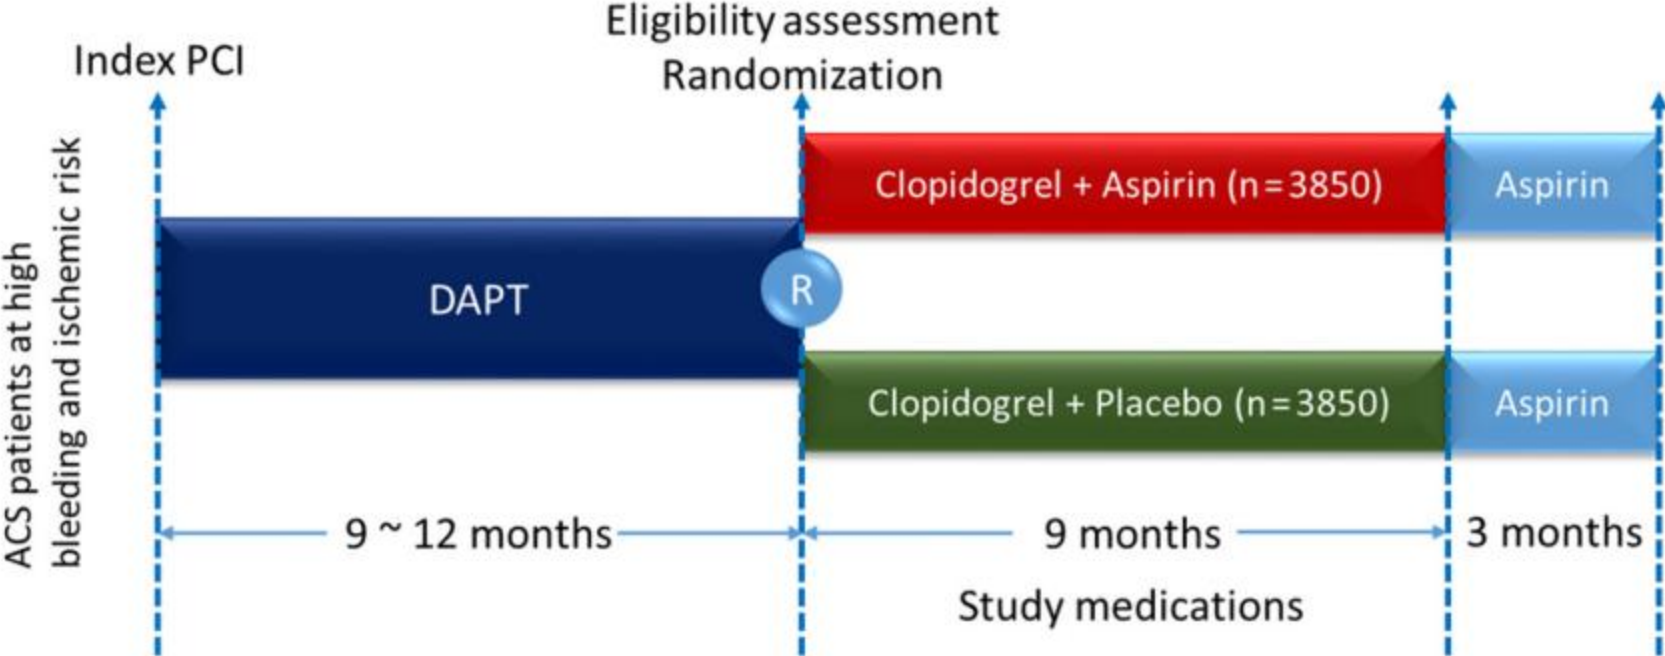 Eligibility assessment
Randomization
Index PCI
ACS patients at high
bleeding and ischemic risk
DAPT
R
Clopidogrel + Aspirin (n=3850)
Aspirin
Clopidogrel + Placebo (n=3850)
Aspirin
9 ~ 12 months
9 months
3 months
Study medications